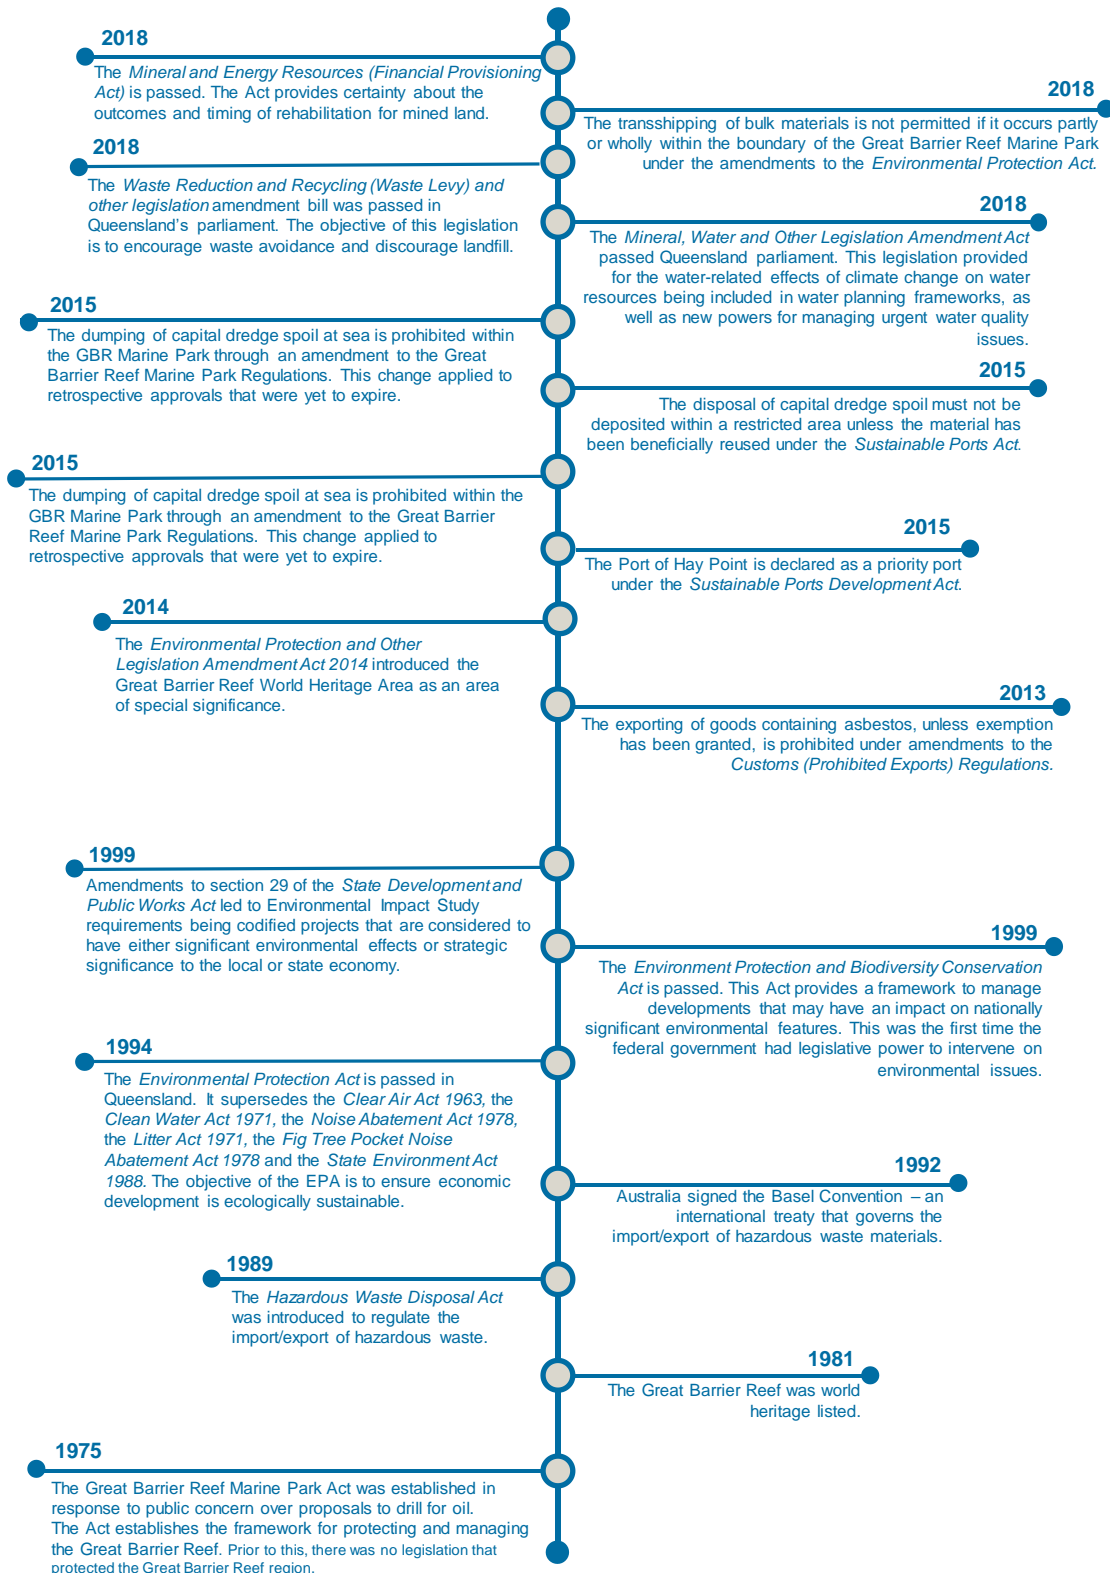 2018
The Mineral and Energy Resources (Financial Provisioning
Act) is passed. The Act provides certainty about the
outcomes and timing of rehabilitation for mined land.
2018
The transshipping of bulk materials is not permitted if it occurs partly
or wholly within the boundary of the Great Barrier Reef Marine Park
under the amendments to the Environmental Protection Act.
2018
The Waste Reduction and Recycling (Waste Levy) and
other legislation amendment bill was passed in
Queensland's parliament. The objective of this legislation
is to encourage waste avoidance and discourage landfill.
2018
The Mineral, Water and Other Legislation Amendment Act
passed Queensland parliament. This legislation provided
for the water-related effects of climate change on water
resources being included in water planning frameworks, as
well as new powers for managing urgent water quality
issues.
2015
The dumping of capital dredge spoil at sea is prohibited within
the GBR Marine Park through an amendment to the Great
Barrier Reef Marine Park Regulations. This change applied to
retrospective approvals that were yet to expire.
2015
The disposal of capital dredge spoil must not be
deposited within a restricted area unless the material has
been beneficially reused under the Sustainable Ports Act.
2015
The dumping of capital dredge spoil at sea is prohibited within the
GBR Marine Park through an amendment to the Great Barrier
Reef Marine Park Regulations. This change applied to
retrospective approvals that were yet to expire.
2015
The Port of Hay Point is declared as a priority port
under the Sustainable Ports Development Act.
2014
The Environmental Protection and Other
Legislation Amendment Act 2014 introduced the
Great Barrier Reef World Heritage Area as an area
of special significance.
2013
The exporting of goods containing asbestos, unless exemption
has been granted, is prohibited under amendments to the
Customs (Prohibited Exports) Regulations.
1999
Amendments to section 29 of the State Development and
Public Works Act led to Environmental Impact Study
requirements being codified projects that are considered to
have either significant environmental effects or strategic
significance to the local or state economy.
1999
The Environment Protection and Biodiversity Conservation
Act is passed. This Act provides a framework to manage
developments that may have an impact on nationally
significant environmental features. This was the first time the
federal government had legislative power to intervene on
environmental issues.
1994
The Environmental Protection Act is passed in
Queensland. It supersedes the Clear Air Act 1963, the
Clean Water Act 1971, the Noise Abatement Act 1978,
the Litter Act 1971, the Fig Tree Pocket Noise
Abatement Act 1978 and the State Environment Act
1988. The objective of the EPA is to ensure economic
development is ecologically sustainable.
1992
Australia signed the Basel Convention – an
international treaty that governs the
import/export of hazardous waste materials.
1989
The Hazardous Waste Disposal Act
was introduced to regulate the
import/export of hazardous waste.
1981
The Great Barrier Reef was world
heritage listed.
1975
The Great Barrier Reef Marine Park Act was established in
response to public concern over proposals to drill for oil.
The Act establishes the framework for protecting and managing
the Great Barrier Reef. Prior to this, there was no legislation that
protected the Great Barrier Reef region.